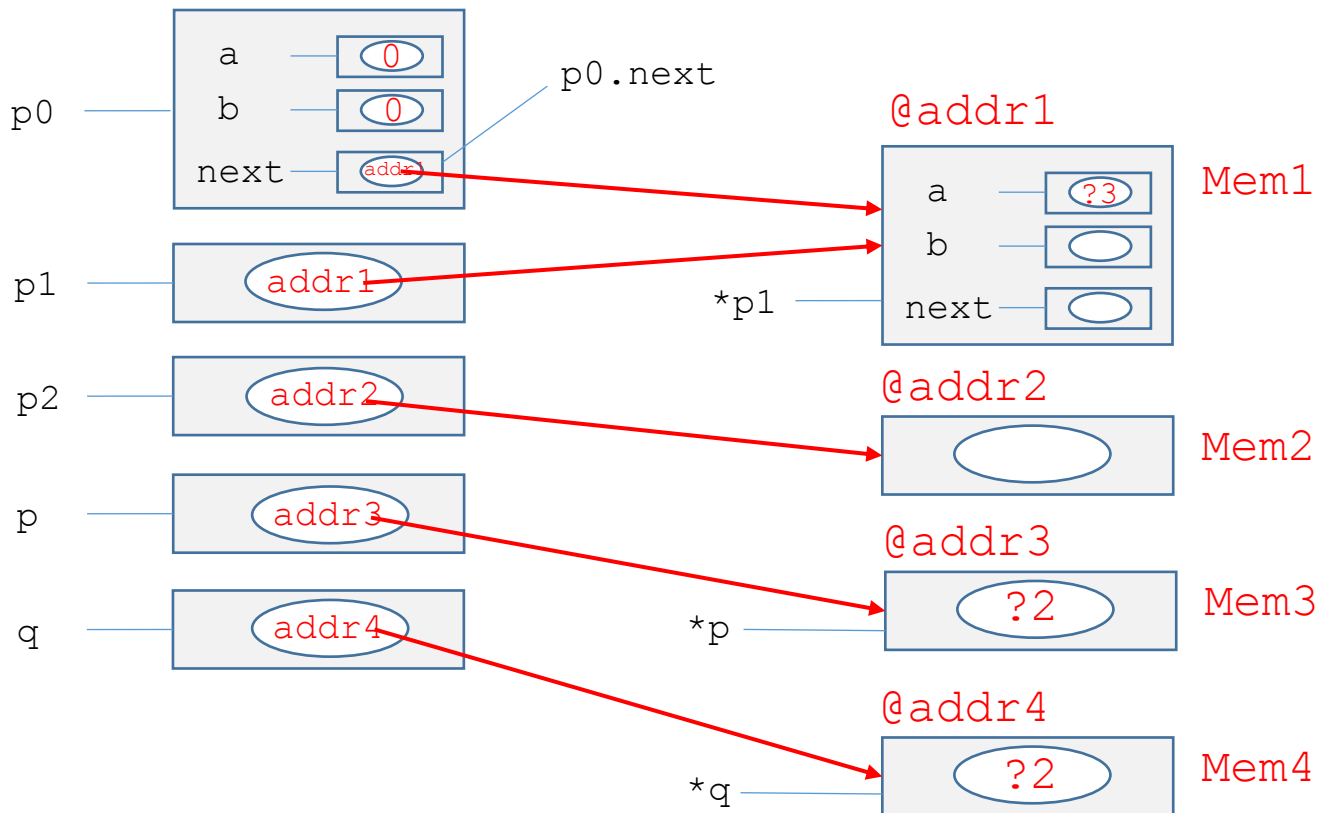 a 0
p0.next
b 0
p0
@addr1
next addr1
Mem1
a ?3
b
p1 addr1
*p1
next
p2 addr2
@addr2
Mem2
p addr3
@addr3
?2
Mem3
q addr4
*p
@addr4
?2
Mem4
*q